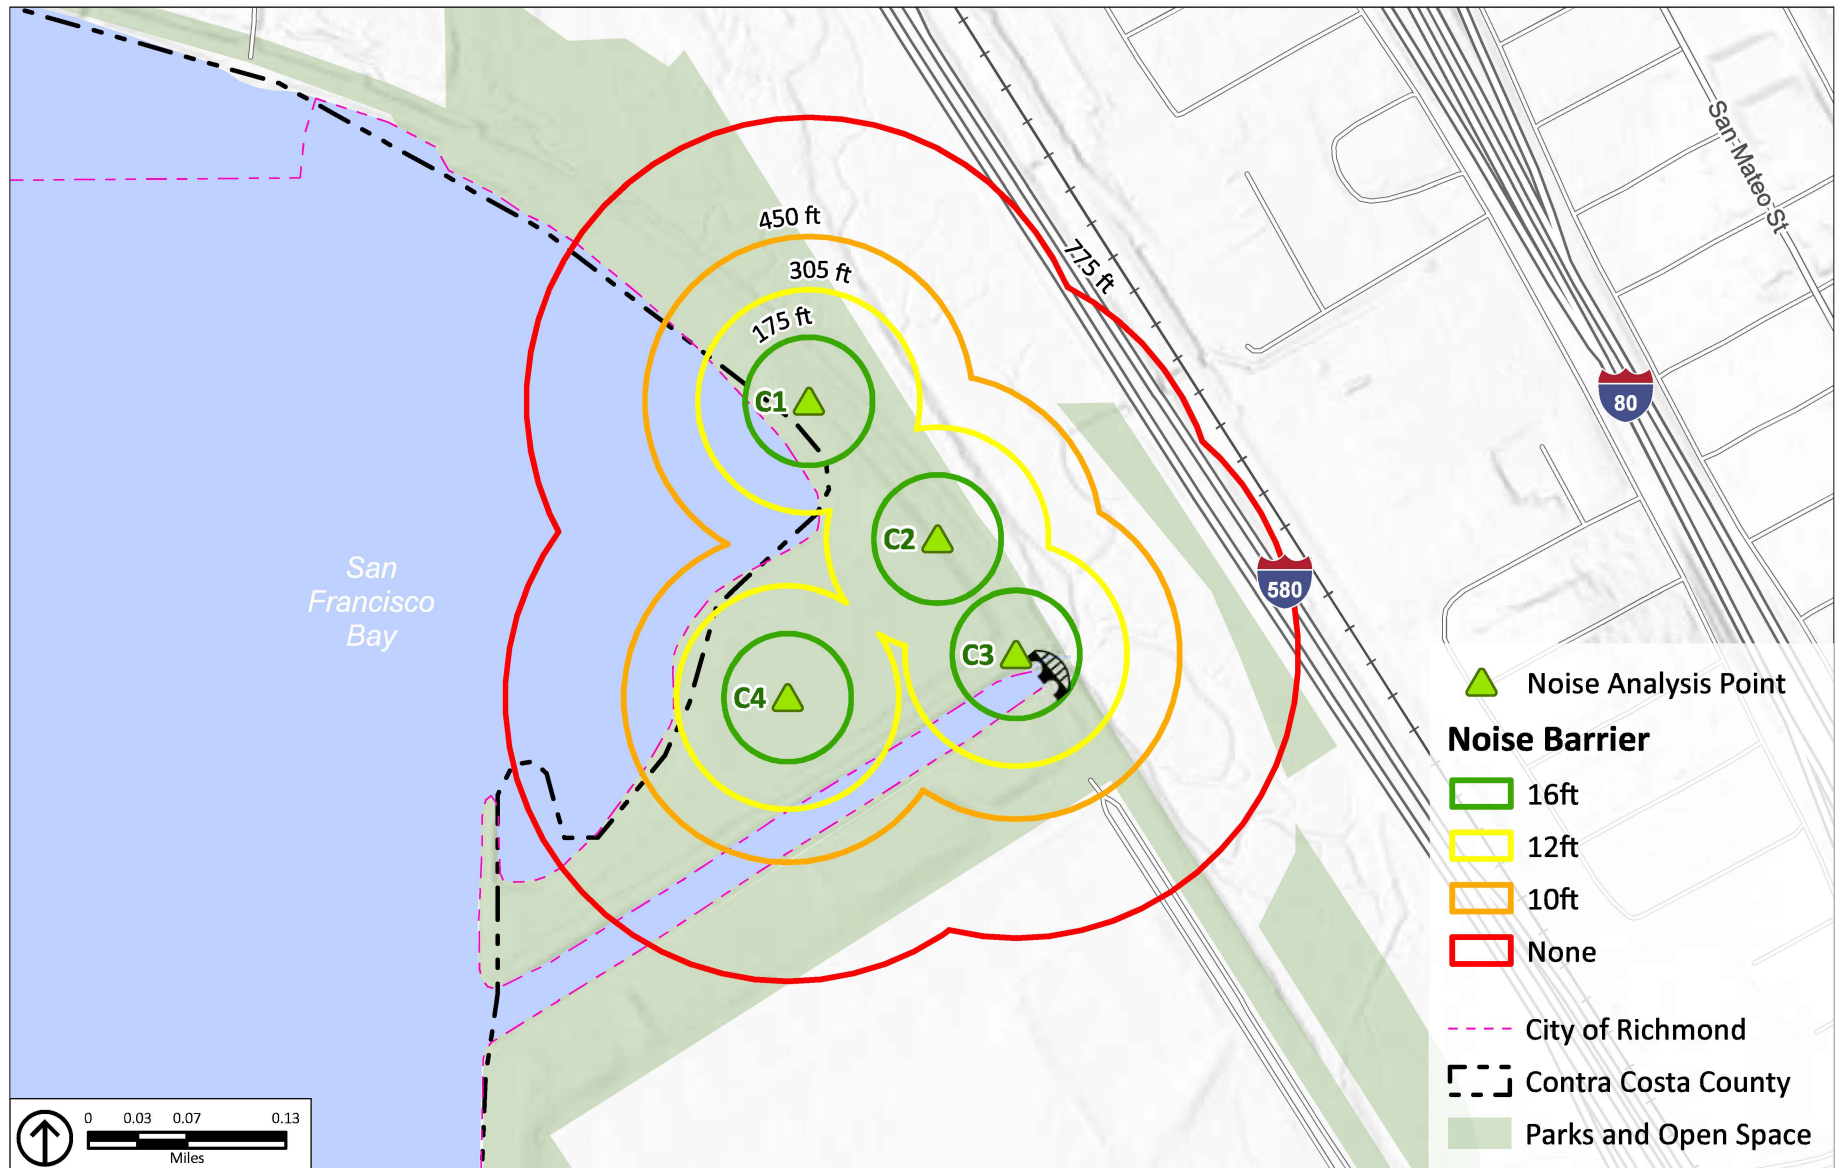 San Mateo St
450 ft
305 ft
175 ft
775 ft
C1
80
C2
San
Francisco
Bay
580
C3
C4
Noise Analysis Point
Noise Barrier
16ft
12ft
10ft
None
City of Richmond
Contra Costa County
Parks and Open Space
0 0.03 0.07 0.13
Miles